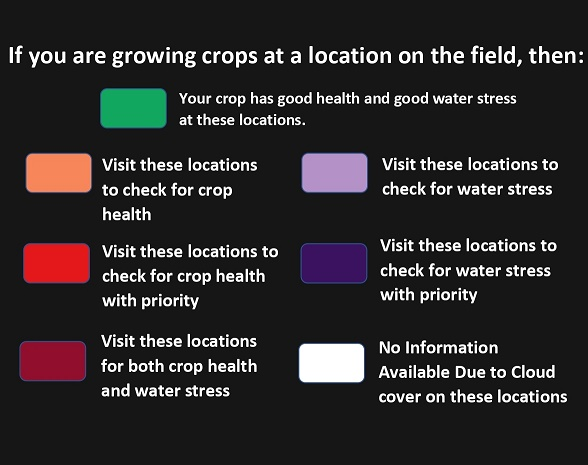 If you are growing crops at a location on the field, then:
Your crop has good health and good water stress
at these locations.
Visit these locations
to check for crop
health
Visit these locations to
check for water stress
Visit these locations to
check for crop health
with priority
Visit these locations to
check for water stress
with priority
Visit these locations
for both crop health
and water stress
No Information
Available Due to Cloud
cover on these locations